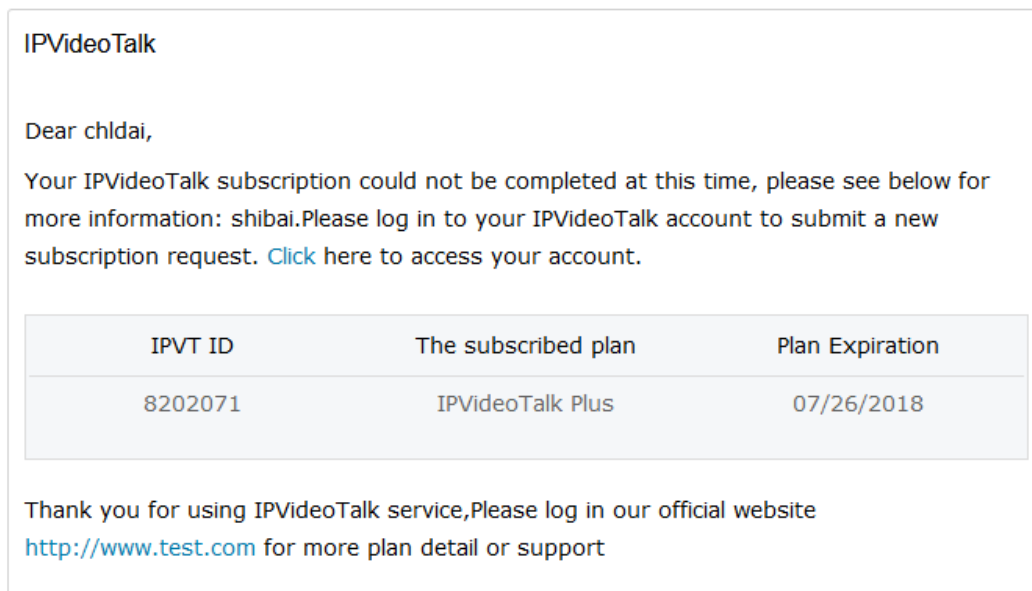 IPVideoTalk
Dear chldai,
Your IPVideoTalk subscription could not be completed at this time, please see below for
more information: shibai.Please log in to your IPVideoTalk account to submit a new
subscription request. Click here to access your account.
IPVT ID The subscribed plan Plan Expiration
8202071 IPVideoTalk Plus 07/26/2018
Thank you for using IPVideoTalk service,Please log in our official website
http://www.test.com for more plan detail or support